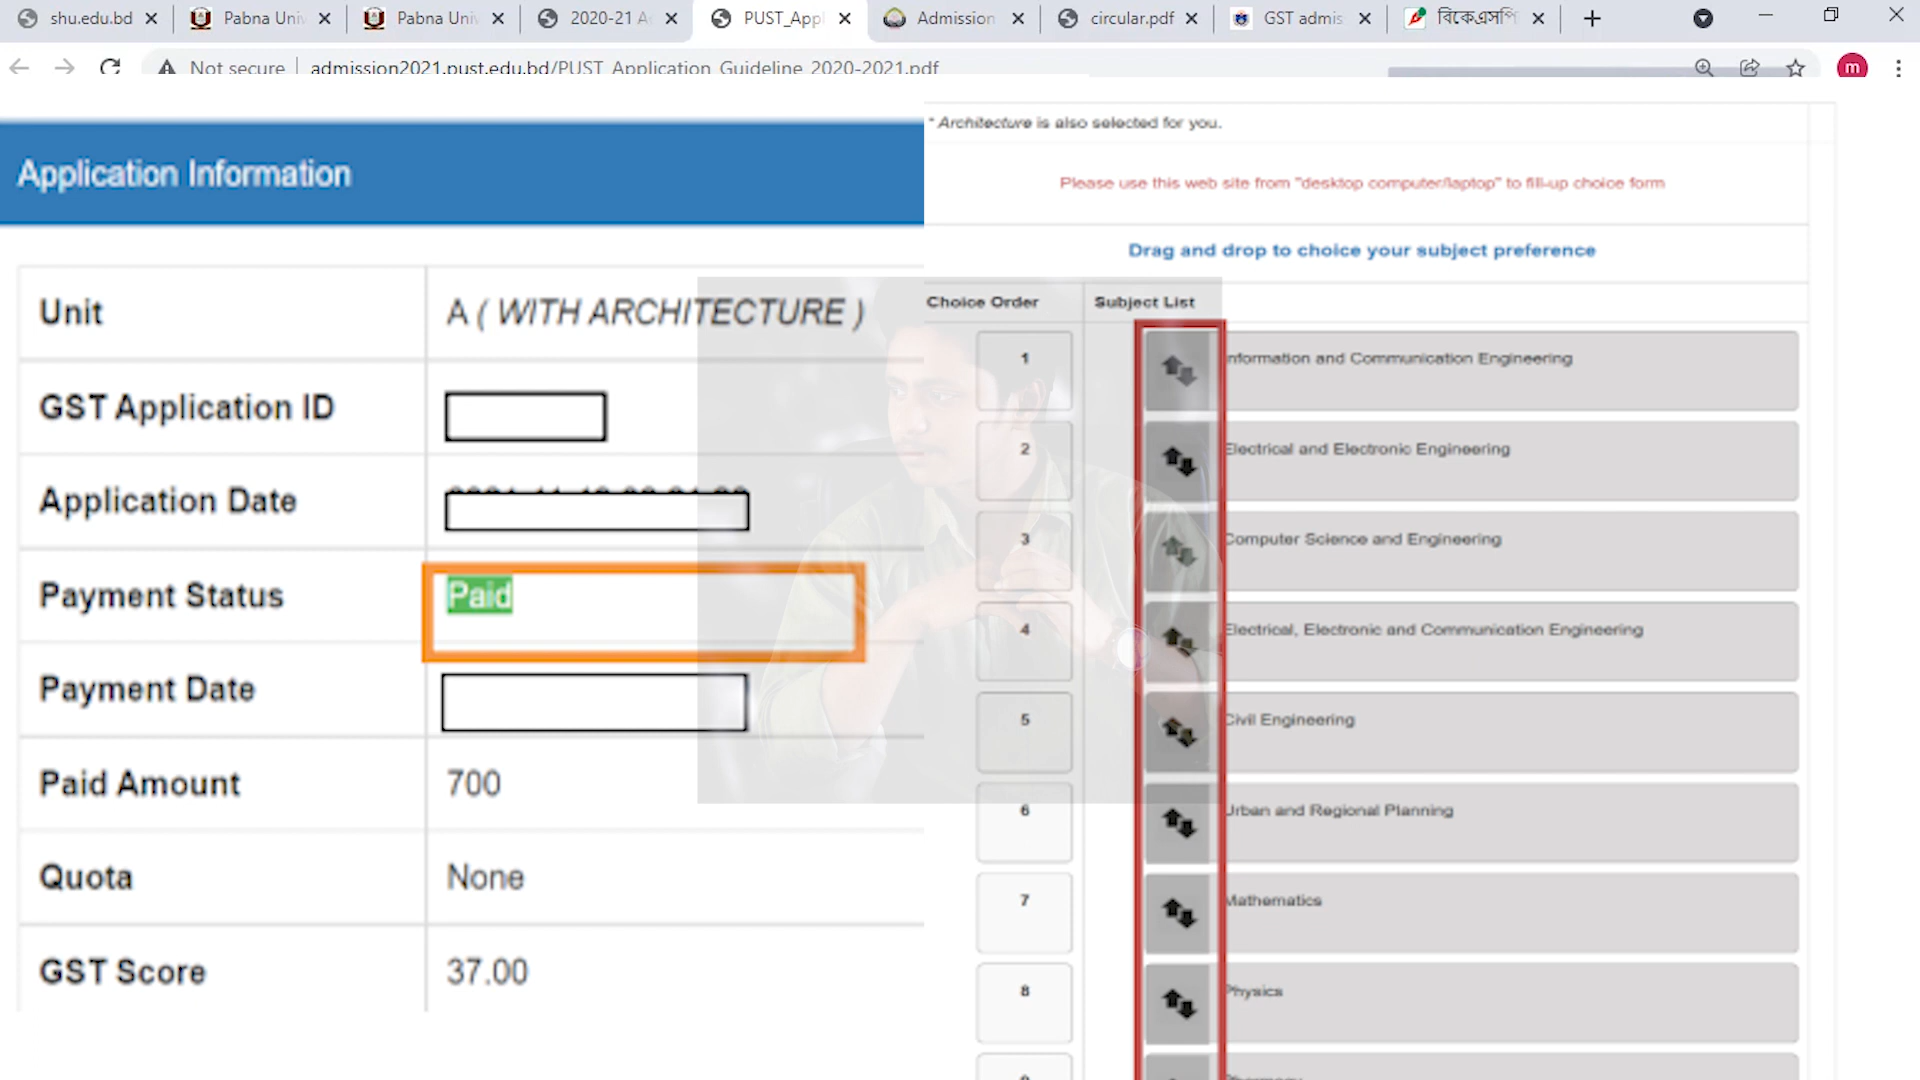 shu.edu.bd
Pabna Uni
Pabna Uni
2020-21 A
PUST_Appl
Admission
circular.pdf
GST admis
বিকেএসপি
Not secure
admission2021.pust.edu.bd/PUST_Application_Guideline_2020-2021.pdf
m
Application Information
Unit
A ( WITH ARCHITECTURE )
GST Application ID
Application Date
Payment Status
Paid
Payment Date
Paid Amount
700
Quota
None
GST Score
37.00
* Architecture is also selected for you.
Please use this web site from "desktop computer/laptop" to fill-up choice form
Drag and drop to choice your subject preference
Choice Order
Subject List
1
Information and Communication Engineering
2
Electrical and Electronic Engineering
3
Computer Science and Engineering
4
Electrical, Electronic and Communication Engineering
5
Civil Engineering
6
Urban and Regional Planning
7
Mathematics
8
Physics